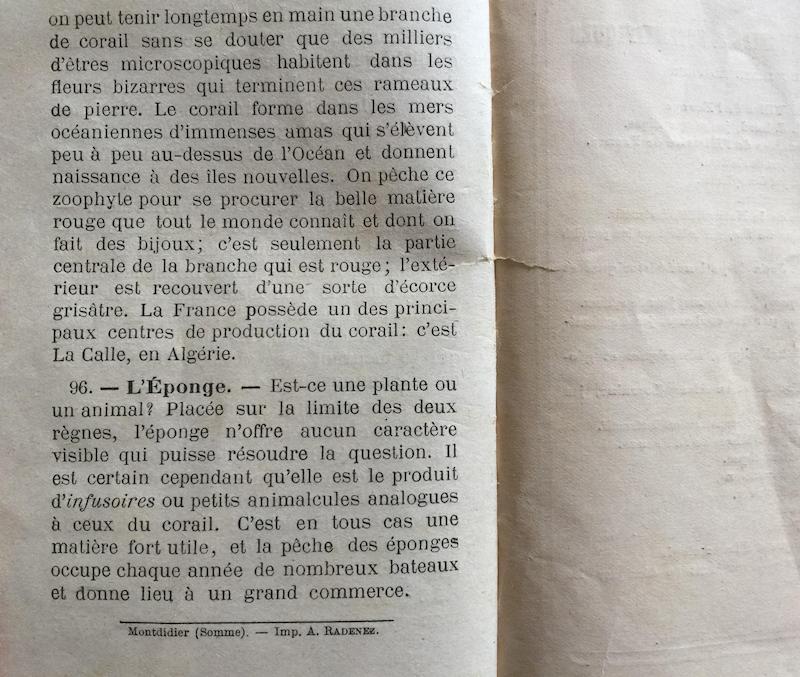 on peut tenir longtemps en main une branche
de corail sans se douter que des milliers
d'êtres microscopiques habitent dans les
fleurs bizarres qui terminent ces rameaux
de pierre. Le corail forme dans les mers
océaniennes d'immenses amas qui s'élèvent
peu à peu au-dessus de l'Océan et donnent
naissance à des îles nouvelles. On pêche ce
zoophyte pour se procurer la belle matière
rouge que tout le monde connaît et dont on
fait des bijoux; c'est seulement la partie
centrale de la branche qui est rouge; l'exté-
rieur est recouvert d'une sorte d'écorce
grisâtre. La France possède un des princi-
paux centres de production du corail: c'est
La Calle, en Algérie.
96. — L'Éponge. — Est-ce une plante ou
un animal? Placée sur la limite des deux
règnes, l'éponge n'offre aucun caractère
visible qui puisse résoudre la question. Il
est certain cependant qu'elle est le produit
d'infusoires ou petits animalcules analogues
à ceux du corail. C'est en tous cas une
matière fort utile, et la pêche des éponges
occupe chaque année de nombreux bateaux
et donne lieu à un grand commerce.
Montdidier (Somme). — Imp. A. RADENEZ.